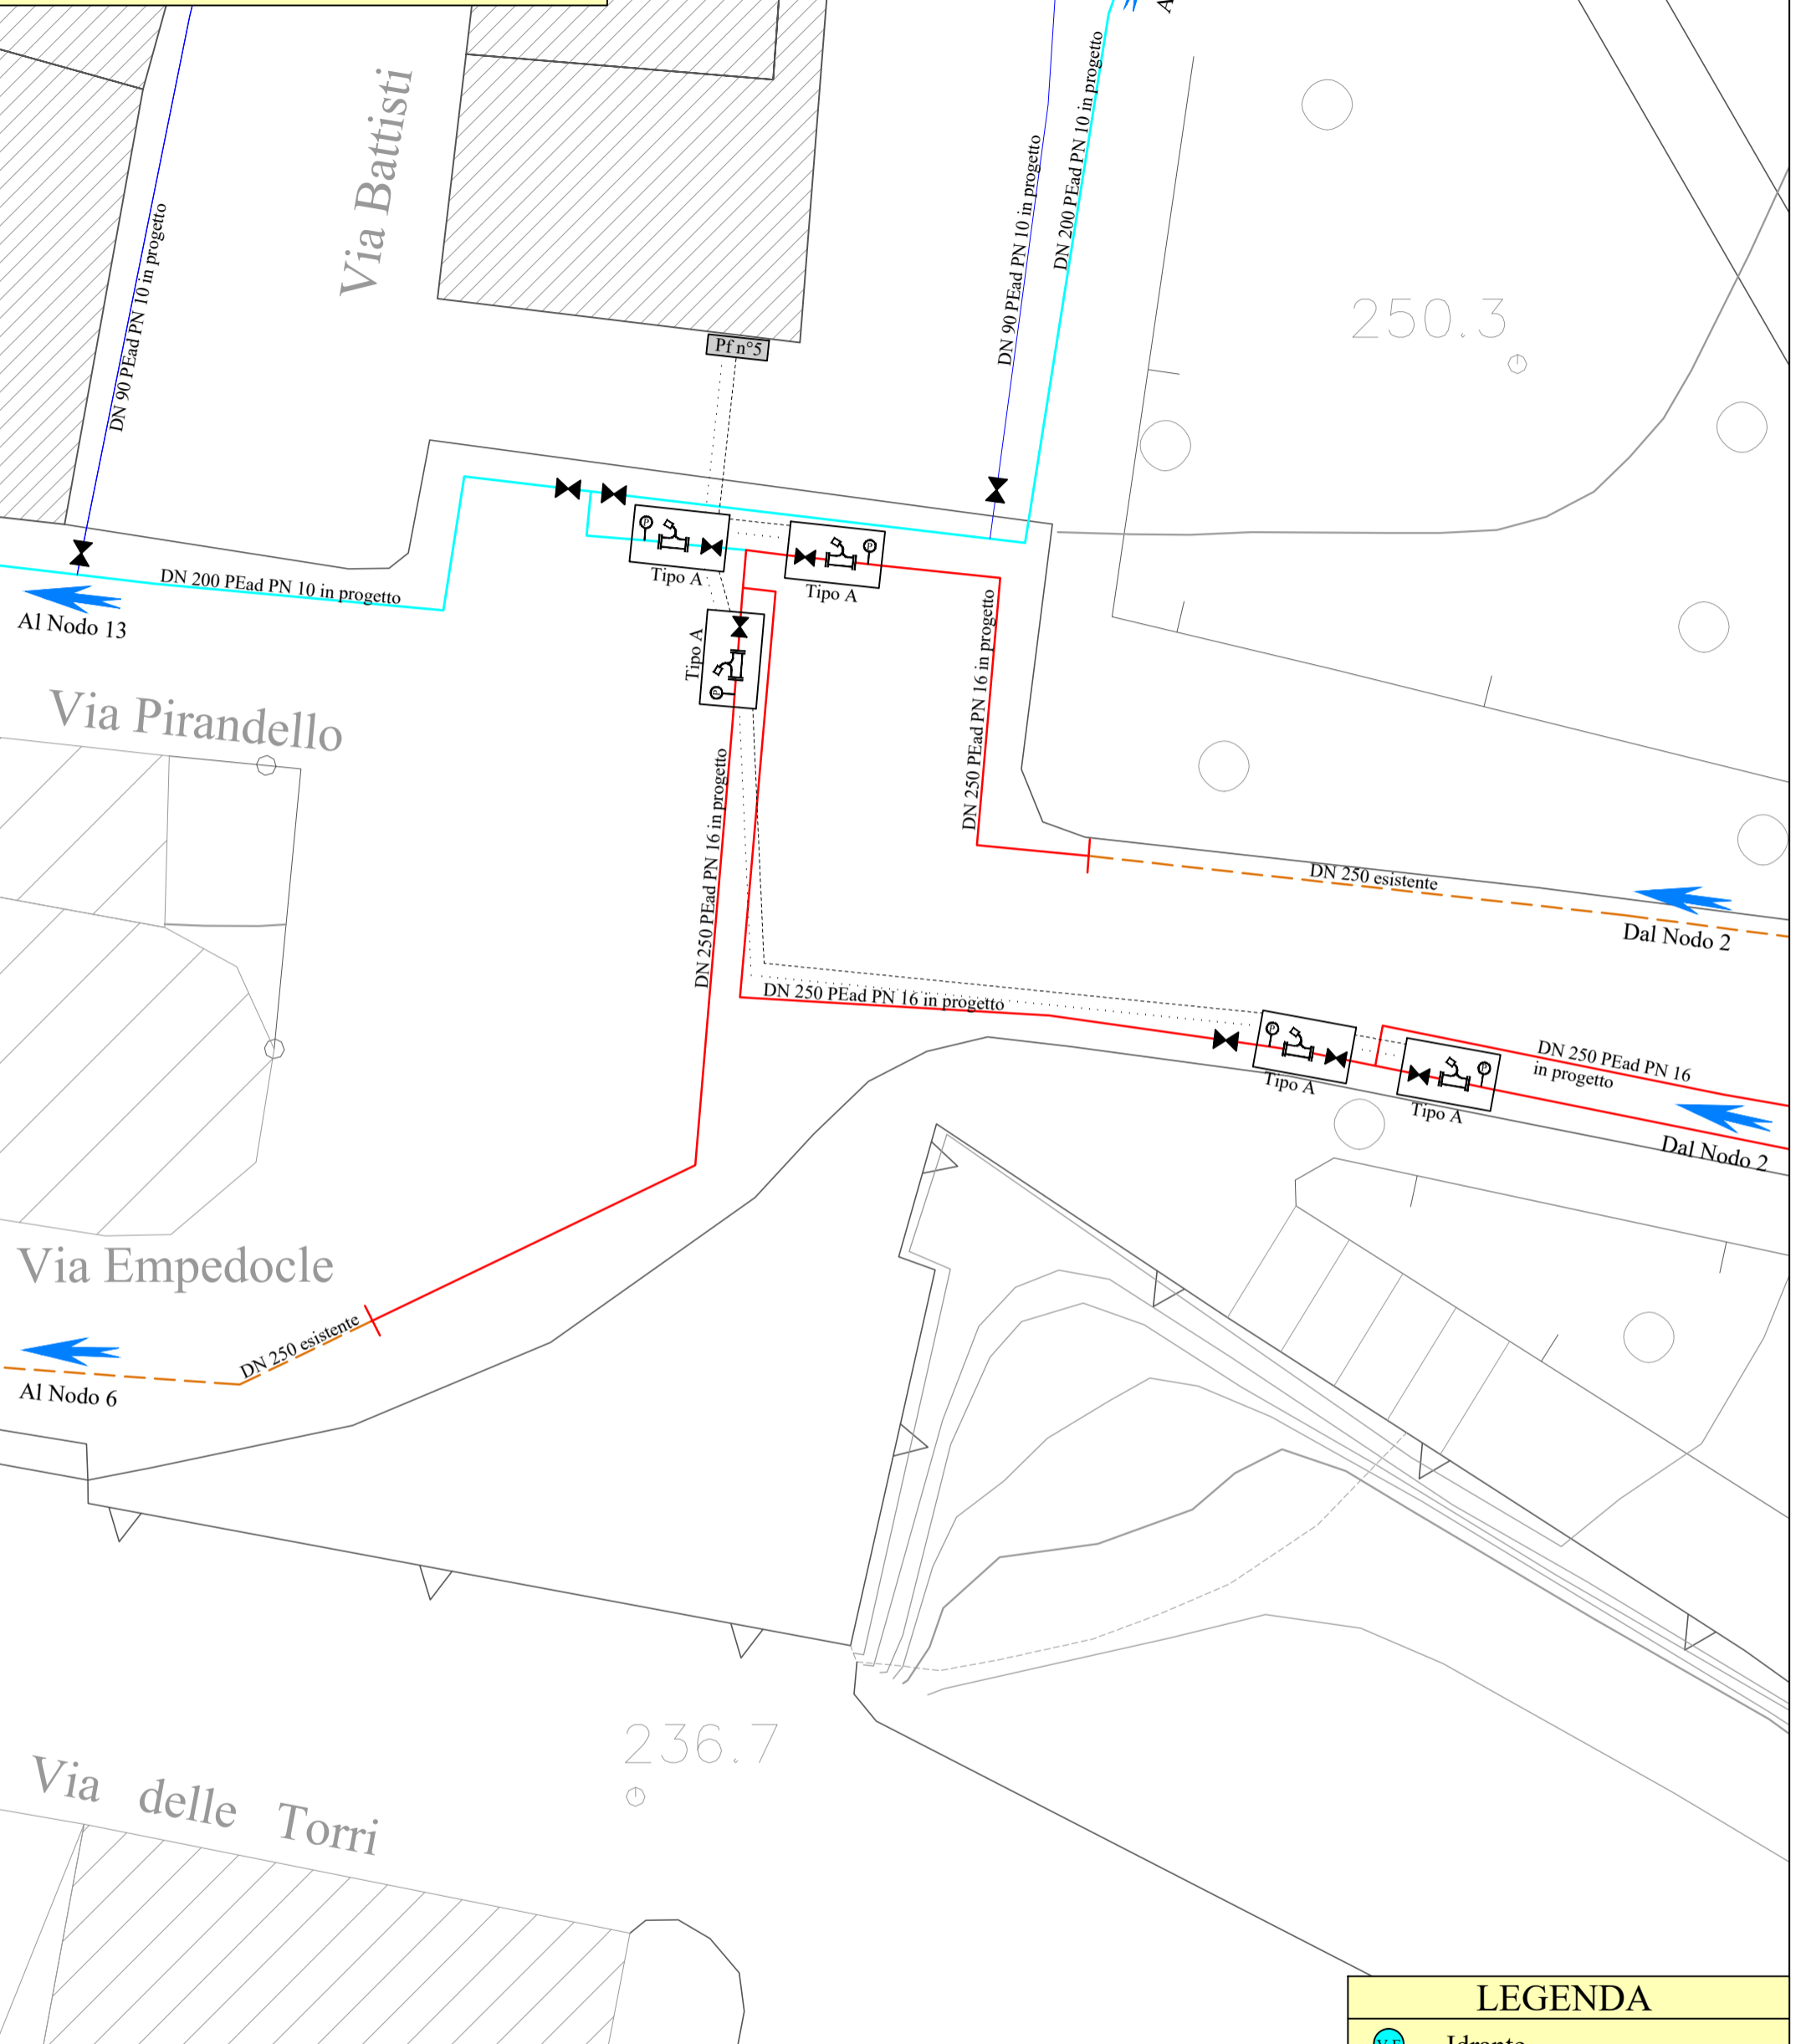 Via Battisti
DN 90 PEad PN 10 in progetto
DN 90 PEad PN 10 in progetto
DN 200 PEad PN 10 in progetto
A
250.3
Pf n°5
P
P
Tipo A
Tipo A
DN 200 PEad PN 10 in progetto
Al Nodo 13
Tipo A
P
Via Pirandello
DN 250 PEad PN 16 in progetto
DN 250 PEad PN 16 in progetto
DN 250 esistente
Dal Nodo 2
DN 250 PEad PN 16 in progetto
P
P
Tipo A
Tipo A
DN 250 PEad PN 16
in progetto
Dal Nodo 2
Via Empedocle
DN 250 esistente
Al Nodo 6
236.7
Via delle Torri
LEGENDA
Idrante